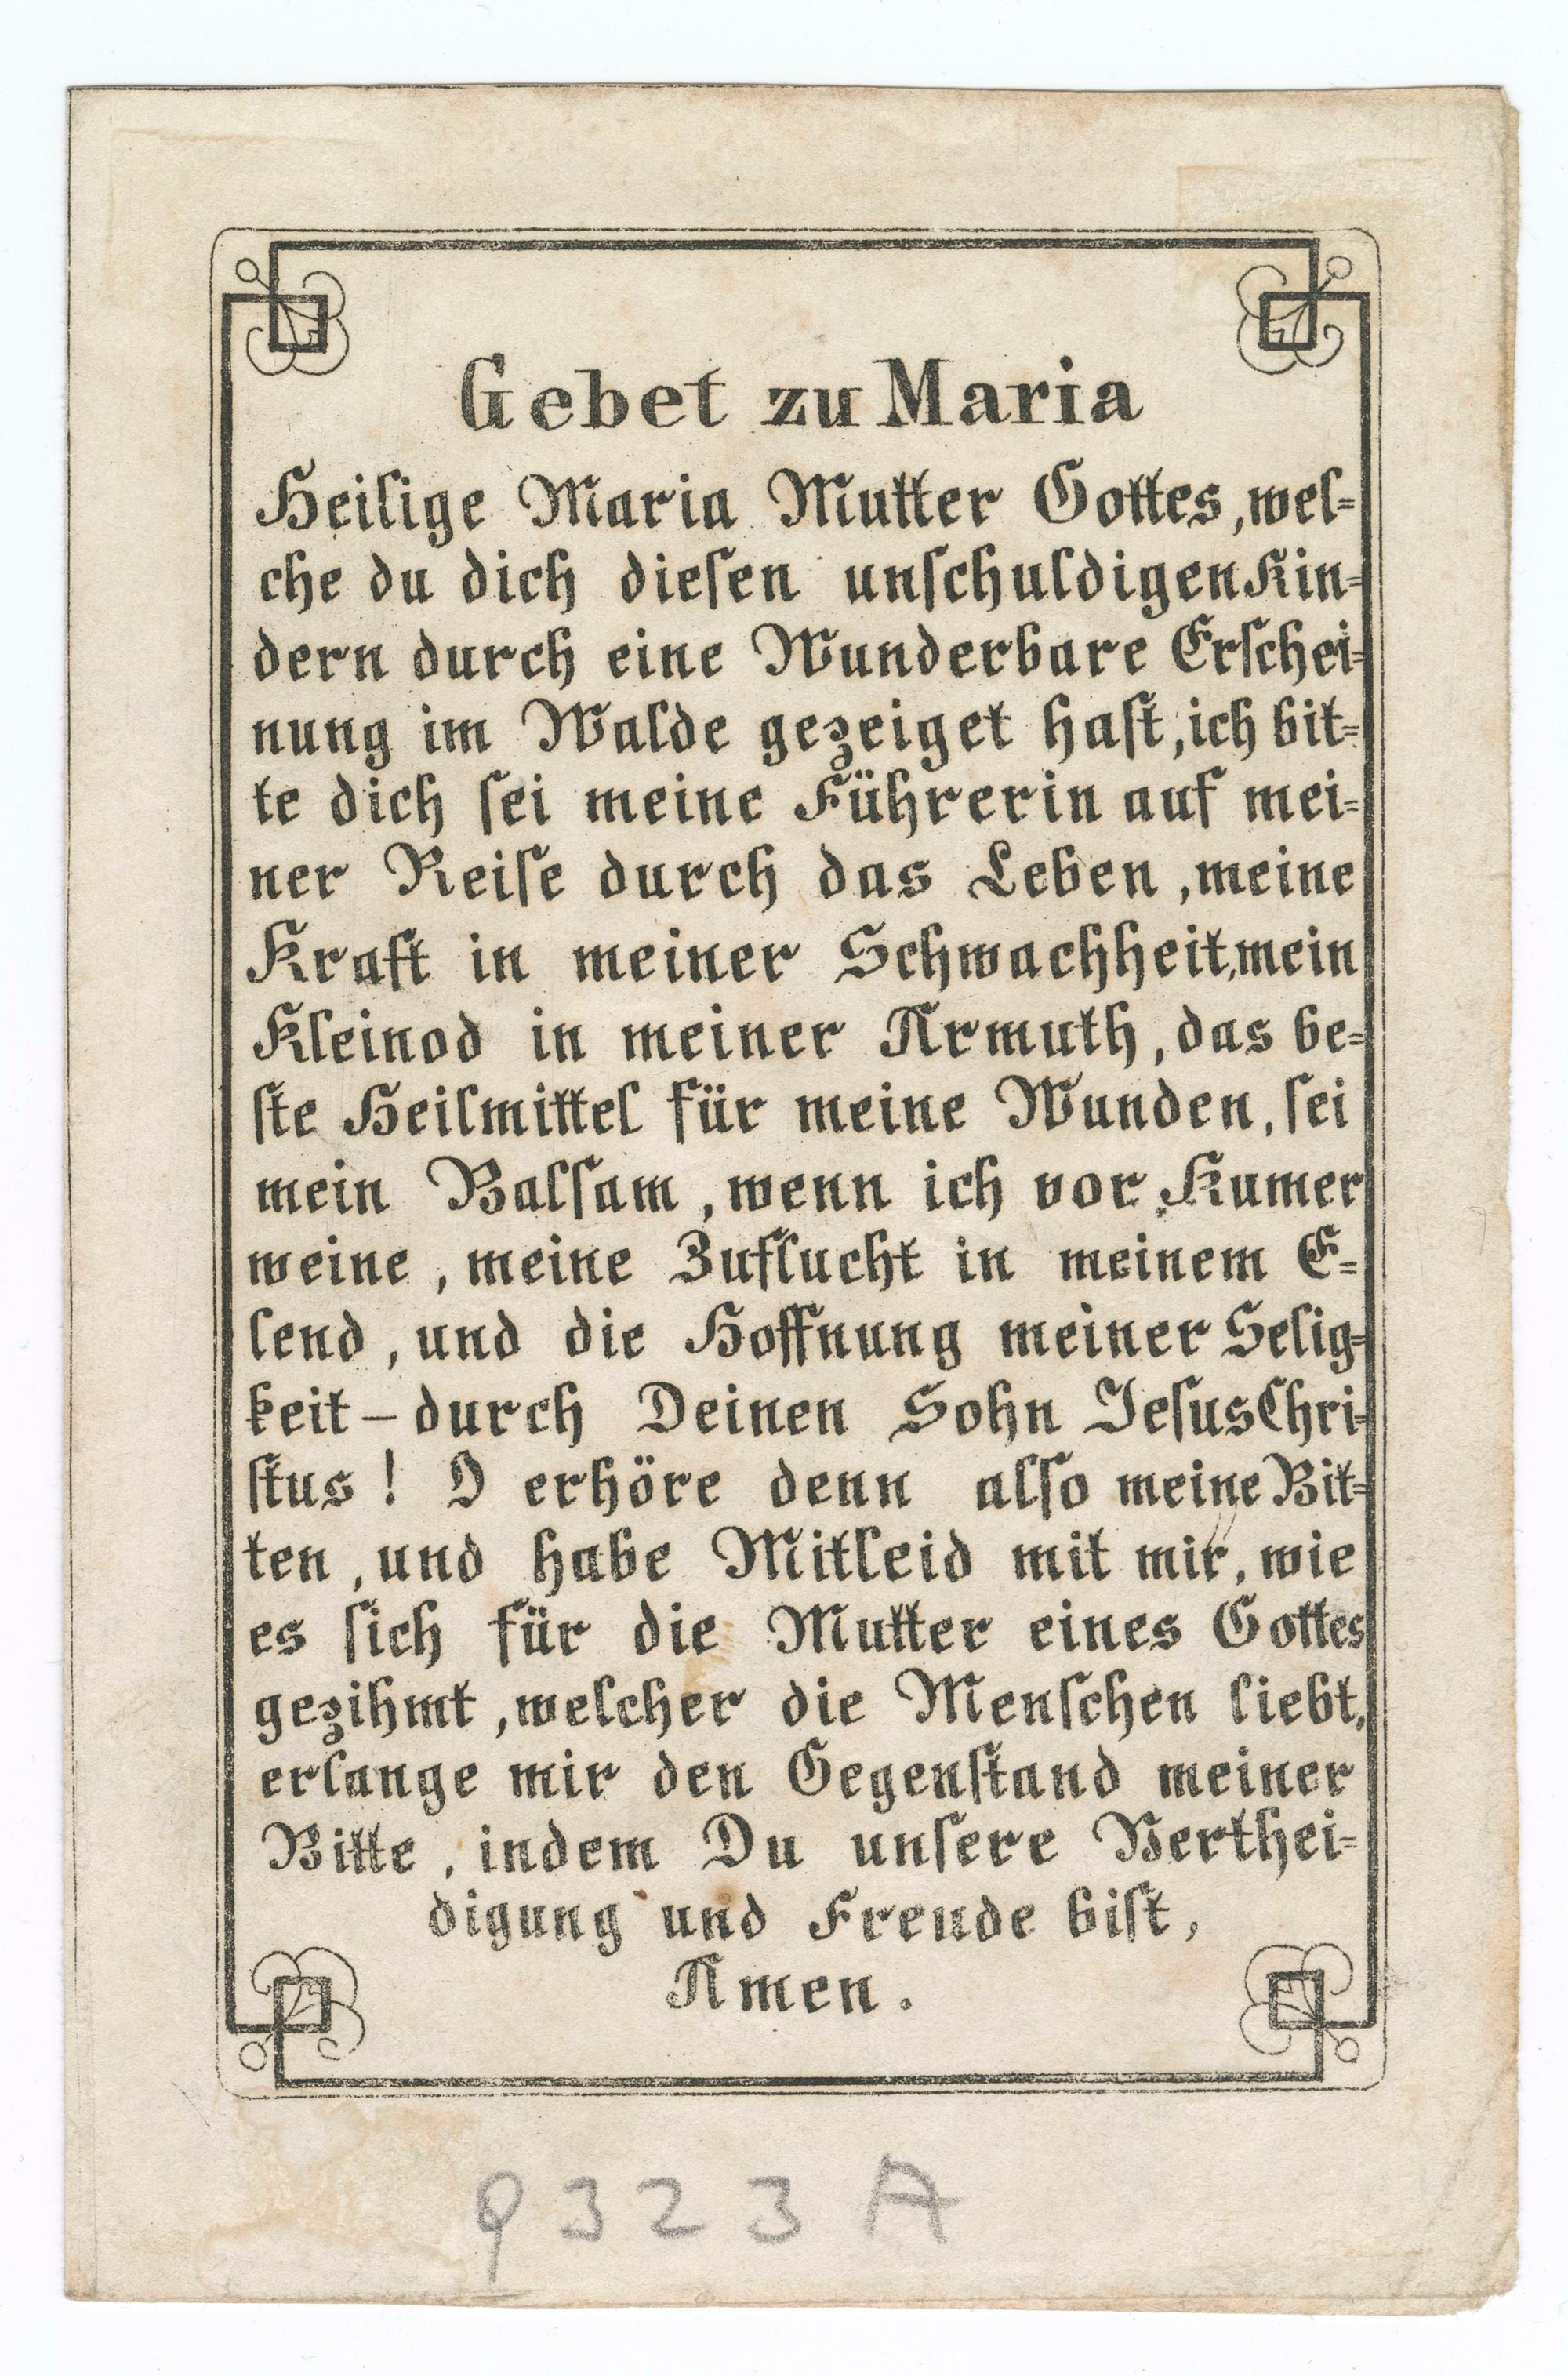 Gebet zu Maria
Heilige Maria Mutter Gottes, wel=
che du dich dieſen unſchuldigen Kin=
dern durch eine Wunderbare Erſchei=
nung im Walde gezeiget haſt, ich bit=
te dich ſei meine Führerin auf mei=
ner Reiſe durch das Leben, meine
Kraft in meiner Schwachheit, mein
Kleinod in meiner Armuth, das be=
ſte Heilmittel für meine Wunden, ſei
mein Balſam, wenn ich vor Kumer
weine, meine Zuflucht in meinem E=
lend, und die Hoffnung meiner Selig=
keit – durch Deinen Sohn Jeſus Chri=
ſtus! O erhöre denn alſo meine Bit=
ten, und habe Mitleid mit mir, wie
es ſich für die Mutter eines Gottes
gezihmt, welcher die Menſchen liebt,
erlange mir den Gegenſtand meiner
Bitte, indem Du unſere Verthei=
digung und Freude biſt,
Amen.
9323 A